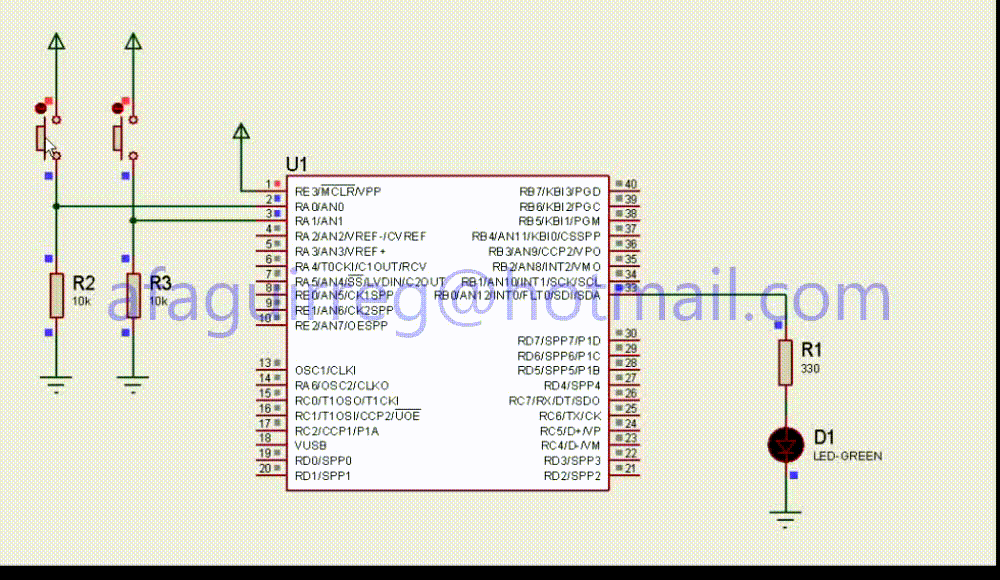 U1
1 RE3/MCLR/VPP RB7/KBI3/PGD 40
2 RA0/AN0 RB6/KBI2/PGC 39
3 RA1/AN1 RB5/KBI1/PGM 38
4 RA2/AN2/VREF-/CVREF RB4/AN11/KBI0/CSSPP 37
5 RA3/AN3/VREF+ RB3/AN9/CCP2/VPO 36
6 RA4/T0CKI/C1OUT/RCV RB2/AN8/INT2/VMO 35
7 RA5/AN4/SS/LVDIN/C2OUT RB1/AN10/INT1/SCK/SCL 34
8 RE0/AN5/CK1SPP RB0/AN12/INT0/FLT0/SDI/SDA 33
9 RE1/AN6/CK2SPP
10 RE2/AN7/OESPP
RD7/SPP7/P1D 30
RD6/SPP6/P1C 29
13 OSC1/CLKI RD5/SPP5/P1B 28
14 RA6/OSC2/CLKO RD4/SPP4 27
15 RC0/T1OSO/T1CKI RC7/RX/DT/SDO 26
16 RC1/T1OSI/CCP2/UOE RC6/TX/CK 25
17 RC2/CCP1/P1A RC5/D+/VP 24
18 VUSB RC4/D-/VM 23
19 RD0/SPP0 RD3/SPP3 22
20 RD1/SPP1 RD2/SPP2 21
R2
10k
R3
10k
afaguirreg@hotmail.com
R1
330
D1
LED-GREEN